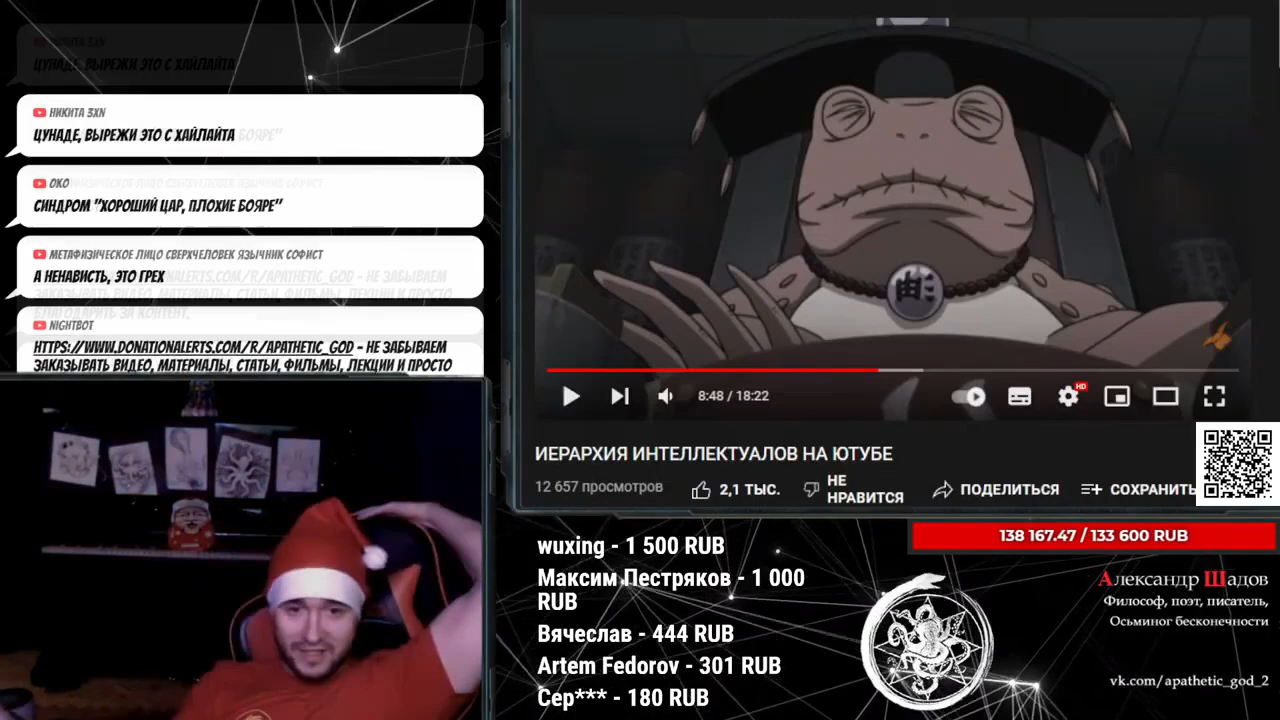 НИКИТА 3XN
ЦУНАДЕ, ВЫРЕЖИ ЭТО С ХАЙЛАЙТА
ОКО
СИНДРОМ "ХОРОШИЙ ЦАР, ПЛОХИЕ БОЯРЕ"
МЕТАФИЗИЧЕСКОЕ ЛИЦО СВЕРХЧЕЛОВЕК ЯЗЫЧНИК СОФИСТ
А НЕНАВИСТЬ, ЭТО ГРЕХ
NIGHTBOT
HTTPS://WWW.DONATIONALERTS.COM/R/APATHETIC_GOD - НЕ ЗАБЫВАЕМ
ЗАКАЗЫВАТЬ ВИДЕО, МАТЕРИАЛЫ, СТАТЬИ, ФИЛЬМЫ, ЛЕКЦИИ И ПРОСТО
8:48 / 18:22
HD
ИЕРАРХИЯ ИНТЕЛЛЕКТУАЛОВ НА ЮТУБЕ
12 657 просмотров
2,1 ТЫС.
НЕ
НРАВИТСЯ
ПОДЕЛИТЬСЯ
СОХРАНИТЬ
wuxing - 1 500 RUB
Максим Пестряков - 1 000
RUB
Вячеслав - 444 RUB
Artem Fedorov - 301 RUB
Сер*** - 180 RUB
138 167.47 / 133 600 RUB
Александр Шадов
Философ, поэт, писатель,
Осьминог бесконечности
vk.com/apathetic_god_2